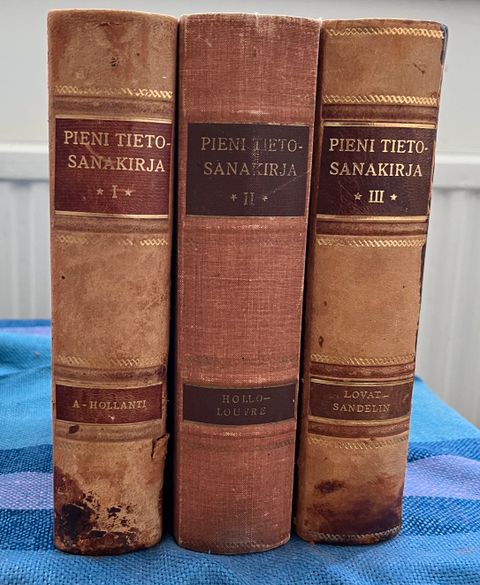 PIENI TIETO-
SANAKIRJA
* I *
A - HOLLANTI
PIENI TIETO-
SANAKIRJA
* II *
HOLLO-
LOUVRE
PIENI TIETO-
SANAKIRJA
* III *
LOVAT-
SANDELIN